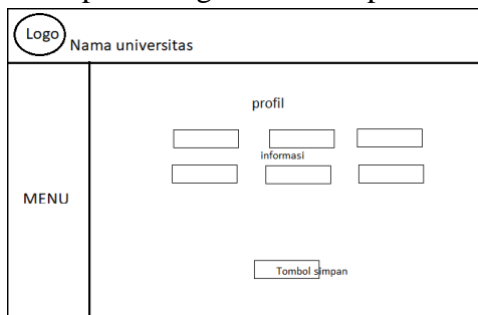 Logo
Nama universitas
profil
informasi
MENU
Tombol simpan